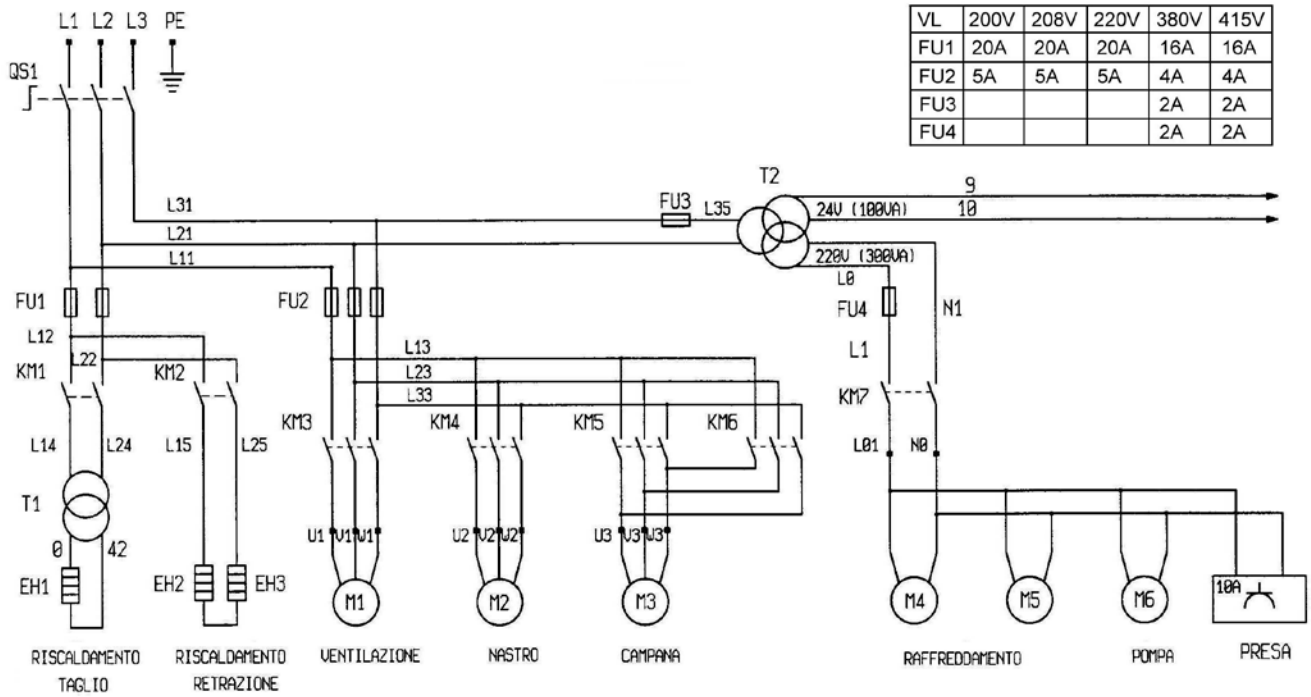 L1 L2 L3 PE
QS1
VL 200V 208V 220V 380V 415V
FU1 20A 20A 20A 16A 16A
FU2 5A 5A 5A 4A 4A
FU3 2A 2A
FU4 2A 2A
T2
9
L31 FU3 L35 24V (100VA) 10
L21
L11 220V (300VA)
L0
FU1 FU2 FU4 N1
L12
L13 L1
L22
KM1 KM2 L23
L33 KM7
KM3 KM4 KM5 KM6
L14 L24 L15 L25 L01 N0
T1
U1 V1 W1 U2 V2 W2 U3 V3 W3
0 42
EH1 EH2 EH3 M1 M2 M3 M4 M5 M6 10A
RISCALDAMENTO
TAGLIO
RISCALDAMENTO
RETRAZIONE
VENTILAZIONE
NASTRO
CAMPANA
RAFFREDDAMENTO
POMPA
PRESA